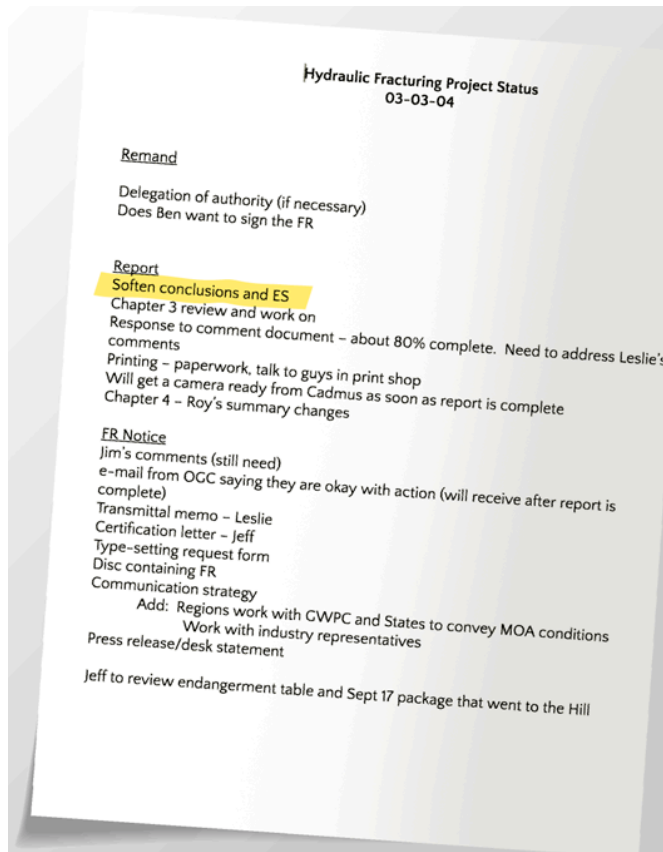 Hydraulic Fracturing Project Status
03-03-04
Remand
Delegation of authority (if necessary)
Does Ben want to sign the FR
Report
Soften conclusions and ES
Chapter 3 review and work on
Response to comment document – about 80% complete.  Need to address Leslie's
comments
Printing – paperwork, talk to guys in print shop
Will get a camera ready from Cadmus as soon as report is complete
Chapter 4 – Roy's summary changes
FR Notice
Jim's comments (still need)
e-mail from OGC saying they are okay with action (will receive after report is
complete)
Transmittal memo – Leslie
Certification letter – Jeff
Type-setting request form
Disc containing FR
Communication strategy
Add:  Regions work with GWPC and States to convey MOA conditions
Work with industry representatives
Press release/desk statement
Jeff to review endangerment table and Sept 17 package that went to the Hill